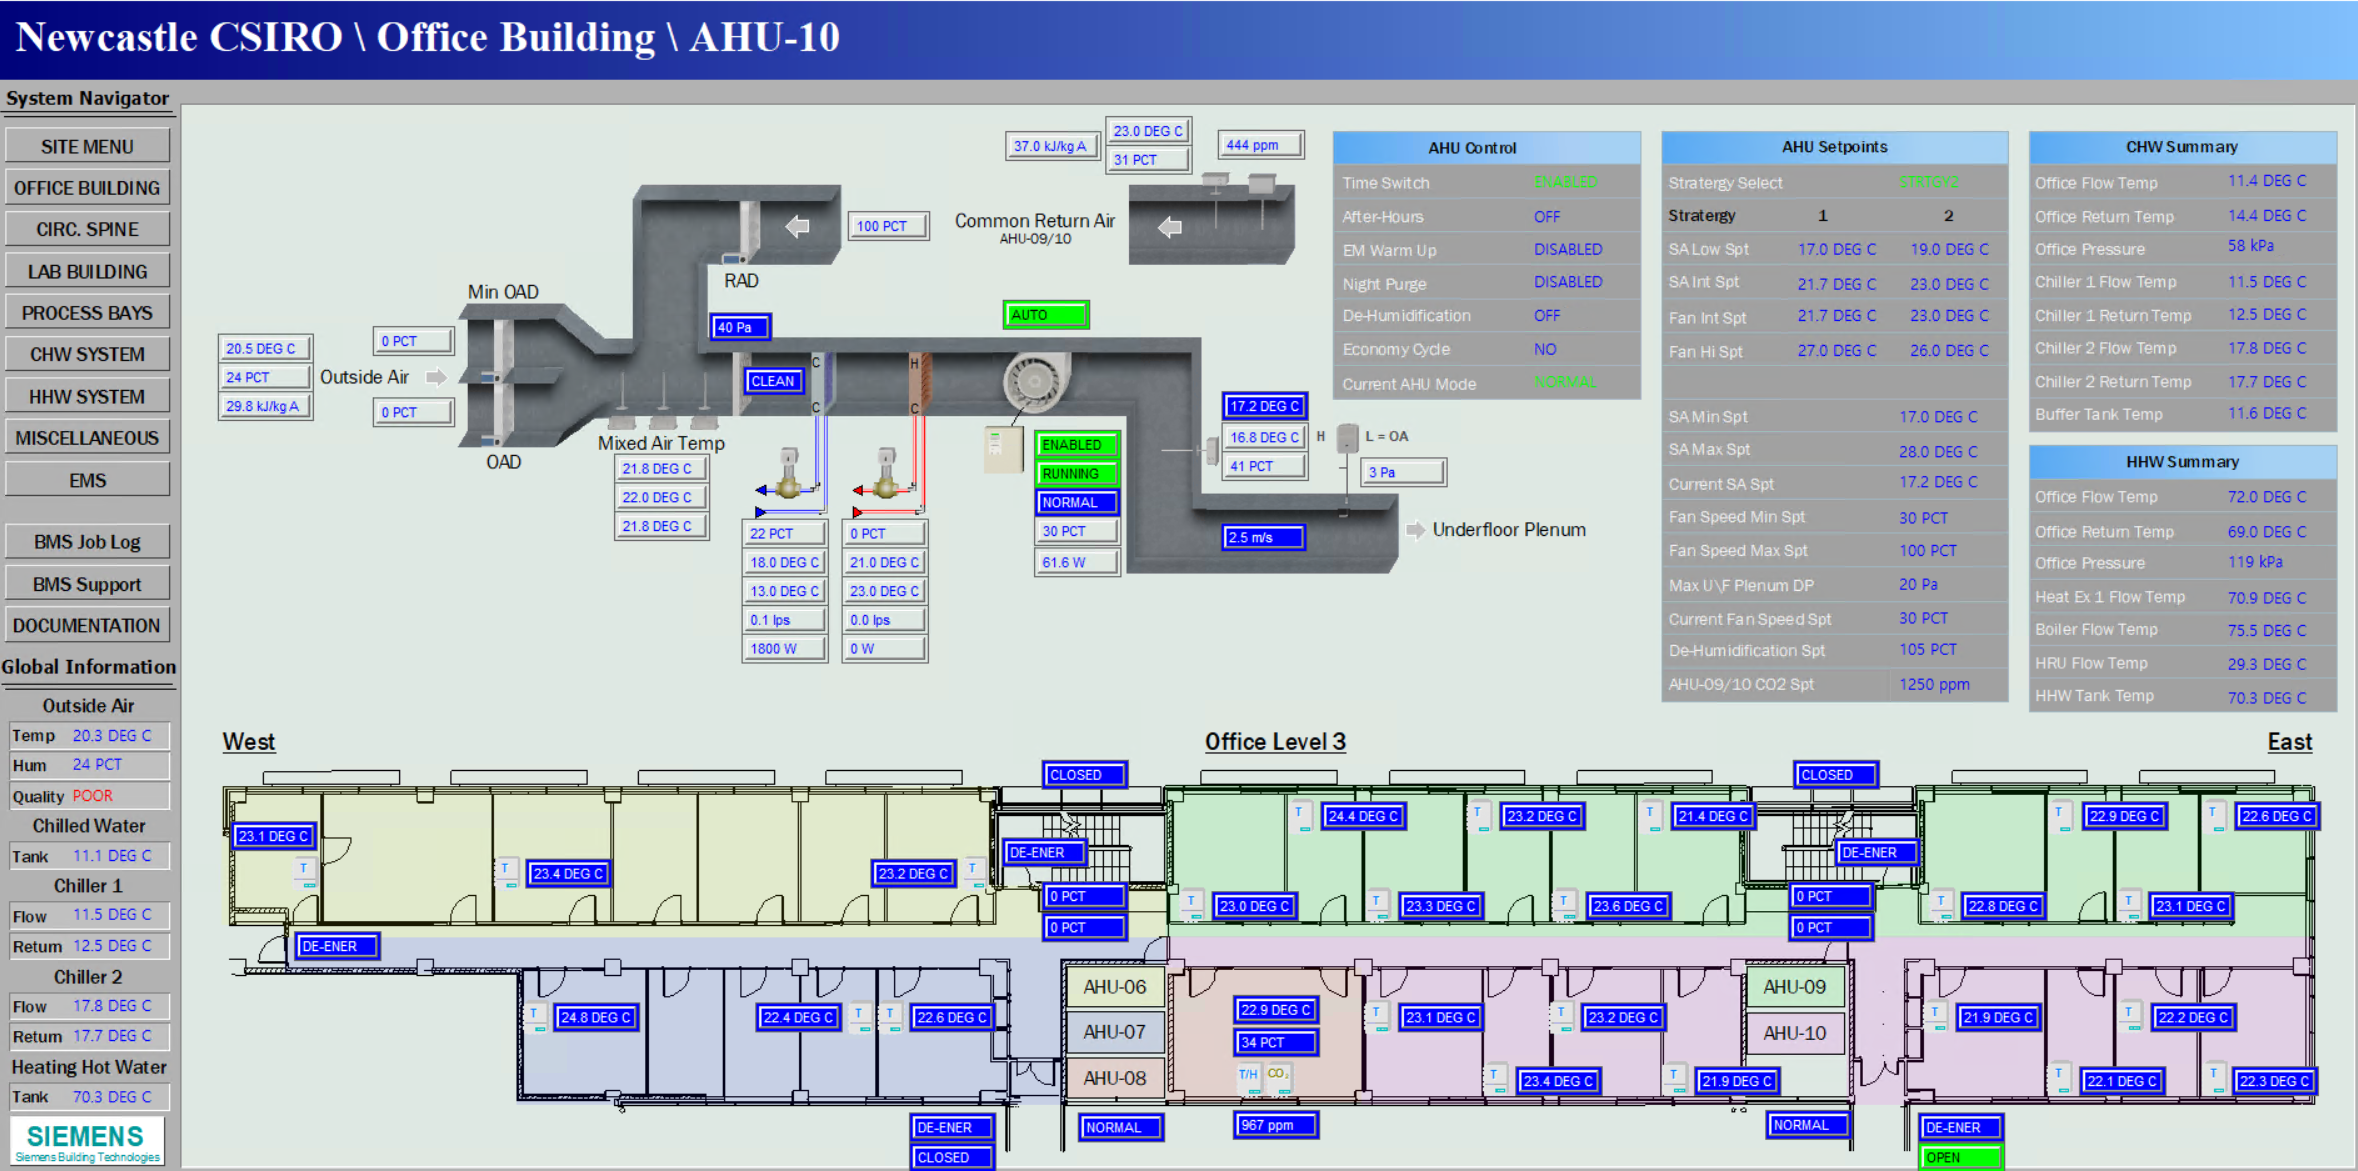 Newcastle CSIRO \ Office Building \ AHU-10
System Navigator
SITE MENU
OFFICE BUILDING
CIRC. SPINE
LAB BUILDING
PROCESS BAYS
CHW SYSTEM
HHW SYSTEM
MISCELLANEOUS
EMS
BMS Job Log
BMS Support
DOCUMENTATION
Global Information
Outside Air
Temp 20.3 DEG C
Hum 24 PCT
Quality POOR
Chilled Water
Tank 11.1 DEG C
Chiller 1
Flow 11.5 DEG C
Return 12.5 DEG C
Chiller 2
Flow 17.8 DEG C
Return 17.7 DEG C
Heating Hot Water
Tank 70.3 DEG C
SIEMENS
Siemens Building Technologies
37.0 kJ/kg A
23.0 DEG C
31 PCT
444 ppm
100 PCT
Common Return Air
AHU-09/10
RAD
Min OAD
0 PCT
20.5 DEG C
24 PCT
29.8 kJ/kg A
Outside Air
0 PCT
OAD
40 Pa
CLEAN
C
C
H
C
AUTO
Mixed Air Temp
21.8 DEG C
22.0 DEG C
21.8 DEG C
22 PCT
18.0 DEG C
13.0 DEG C
0.1 lps
1800 W
0 PCT
21.0 DEG C
23.0 DEG C
0.0 lps
0 W
ENABLED
RUNNING
NORMAL
30 PCT
61.6 W
17.2 DEG C
16.8 DEG C
41 PCT
H
L = OA
3 Pa
2.5 m/s
Underfloor Plenum
AHU Control
Time Switch ENABLED
After-Hours OFF
EM Warm Up DISABLED
Night Purge DISABLED
De-Humidification OFF
Economy Cycle NO
Current AHU Mode NORMAL
AHU Setpoints
Stratergy Select STRTGY2
Stratergy 1 2
SA Low Spt 17.0 DEG C 19.0 DEG C
SA Int Spt 21.7 DEG C 23.0 DEG C
Fan Int Spt 21.7 DEG C 23.0 DEG C
Fan Hi Spt 27.0 DEG C 26.0 DEG C
SA Min Spt 17.0 DEG C
SA Max Spt 28.0 DEG C
Current SA Spt 17.2 DEG C
Fan Speed Min Spt 30 PCT
Fan Speed Max Spt 100 PCT
Max U\F Plenum DP 20 Pa
Current Fan Speed Spt 30 PCT
De-Humidification Spt 105 PCT
AHU-09/10 CO2 Spt 1250 ppm
CHW Summary
Office Flow Temp 11.4 DEG C
Office Return Temp 14.4 DEG C
Office Pressure 58 kPa
Chiller 1 Flow Temp 11.5 DEG C
Chiller 1 Return Temp 12.5 DEG C
Chiller 2 Flow Temp 17.8 DEG C
Chiller 2 Return Temp 17.7 DEG C
Buffer Tank Temp 11.6 DEG C
HHW Summary
Office Flow Temp 72.0 DEG C
Office Return Temp 69.0 DEG C
Office Pressure 119 kPa
Heat Ex 1 Flow Temp 70.9 DEG C
Boiler Flow Temp 75.5 DEG C
HRU Flow Temp 29.3 DEG C
HHW Tank Temp 70.3 DEG C
West Office Level 3 East
CLOSED CLOSED
23.1 DEG C T 24.4 DEG C T 23.2 DEG C T 21.4 DEG C T 22.9 DEG C T 22.6 DEG C
DE-ENER DE-ENER
T T 23.4 DEG C 23.2 DEG C T
0 PCT 0 PCT
T 23.0 DEG C T 23.3 DEG C T 23.6 DEG C T 22.8 DEG C T 23.1 DEG C
0 PCT 0 PCT
DE-ENER
AHU-06 AHU-09
T 24.8 DEG C 22.4 DEG C T T 22.6 DEG C 22.9 DEG C T 23.1 DEG C T 23.2 DEG C T 21.9 DEG C T 22.2 DEG C
AHU-07 34 PCT AHU-10
AHU-08 T/H CO2 T 23.4 DEG C T 21.9 DEG C T 22.1 DEG C T 22.3 DEG C
DE-ENER NORMAL 967 ppm NORMAL DE-ENER
CLOSED OPEN